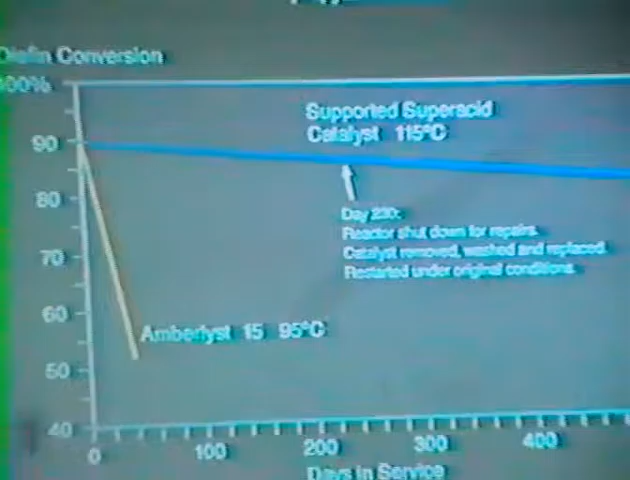 Olefin Conversion
100%
Supported Superacid
Catalyst 115°C
90
80
Day 230:
Reactor shut down for repairs.
Catalyst removed, washed and replaced.
Restarted under original conditions.
70
60
Amberlyst 15 95°C
50
40
0 100 200 300 400
Days in Service